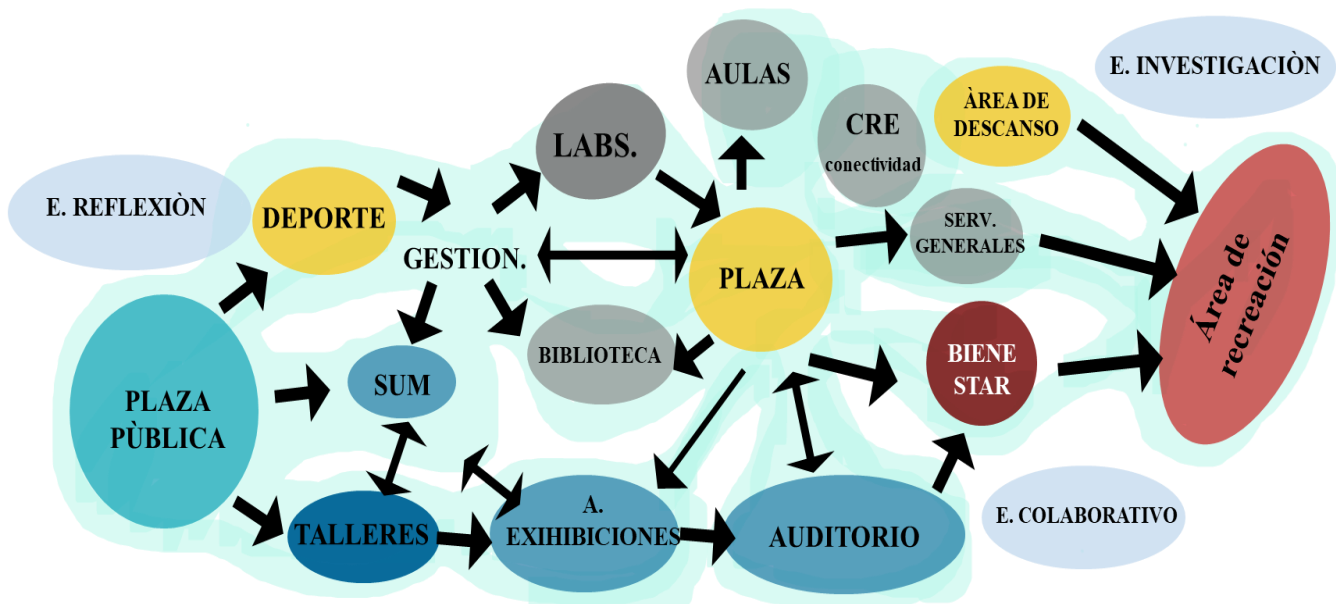 AULAS
E. INVESTIGACIÒN
ÀREA DE
DESCANSO
CRE
conectividad
LABS.
E. REFLEXIÒN
DEPORTE
SERV.
GENERALES
GESTION.
PLAZA
Área de
recreación
BIBLIOTECA
BIENE
STAR
SUM
PLAZA
PÙBLICA
A.
EXIHIBICIONES
TALLERES
AUDITORIO
E. COLABORATIVO